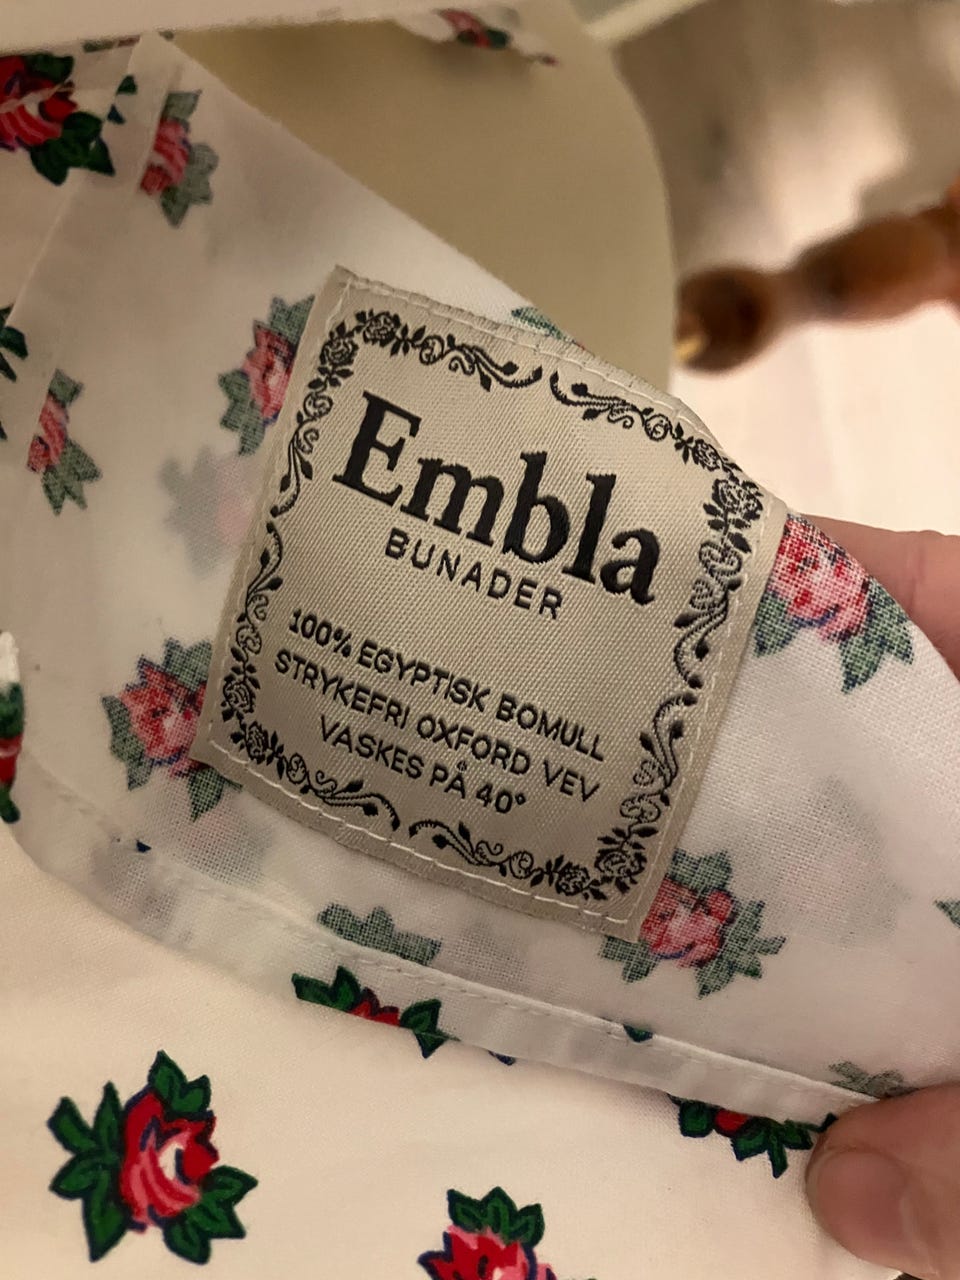 Embla
BUNADER
100% EGYPTISK BOMULL
STRYKEFRI OXFORD VEV
VASKES PÅ 40°